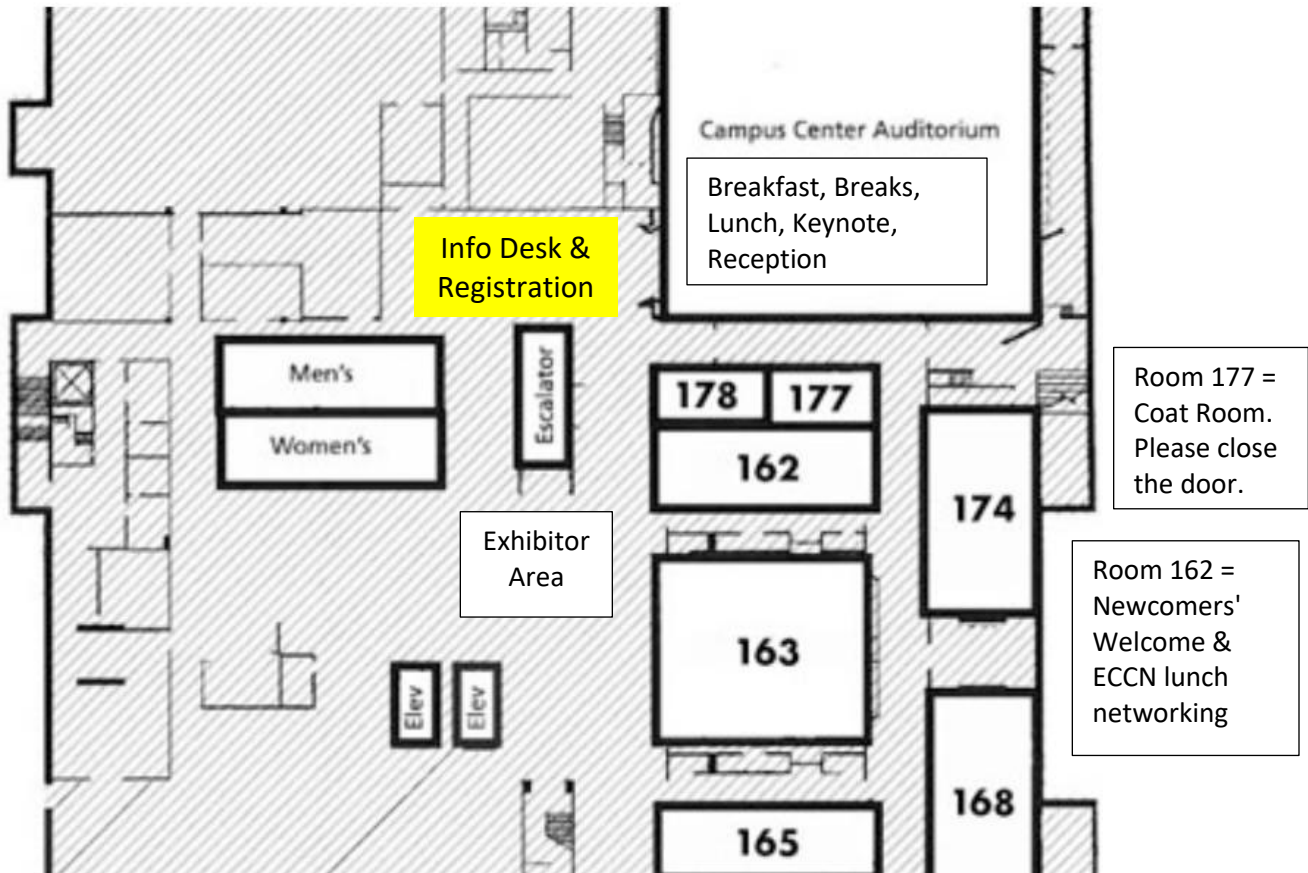 Campus Center Auditorium
Breakfast, Breaks,
Lunch, Keynote,
Reception
Info Desk &
Registration
Men's
Women's
Escalator
178
177
162
174
Room 177 =
Coat Room.
Please close
the door.
Exhibitor
Area
163
Room 162 =
Newcomers'
Welcome &
ECCN lunch
networking
Elev
Elev
168
165